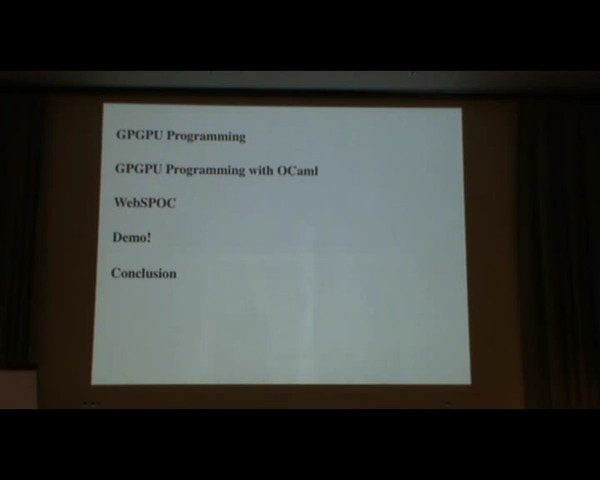 GPGPU Programming
GPGPU Programming with OCaml
WebSPOC
Demo!
Conclusion